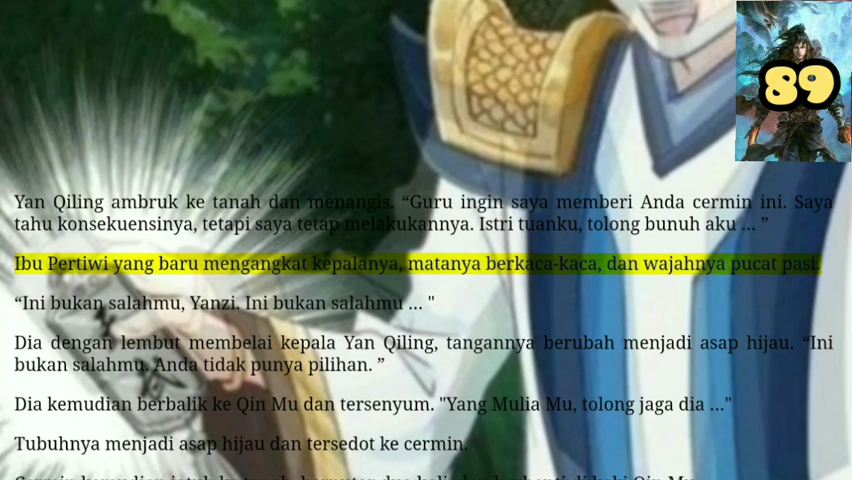 89
Yan Qiling ambruk ke tanah dan menangis. “Guru ingin saya memberi Anda cermin ini. Saya
tahu konsekuensinya, tetapi saya tetap melakukannya. Istri tuanku, tolong bunuh aku ... ”
Ibu Pertiwi yang baru mengangkat kepalanya, matanya berkaca-kaca, dan wajahnya pucat pasi.
“Ini bukan salahmu, Yanzi. Ini bukan salahmu ... "
Dia dengan lembut membelai kepala Yan Qiling, tangannya berubah menjadi asap hijau. “Ini
bukan salahmu. Anda tidak punya pilihan. ”
Dia kemudian berbalik ke Qin Mu dan tersenyum. "Yang Mulia Mu, tolong jaga dia ..."
Tubuhnya menjadi asap hijau dan tersedot ke cermin.